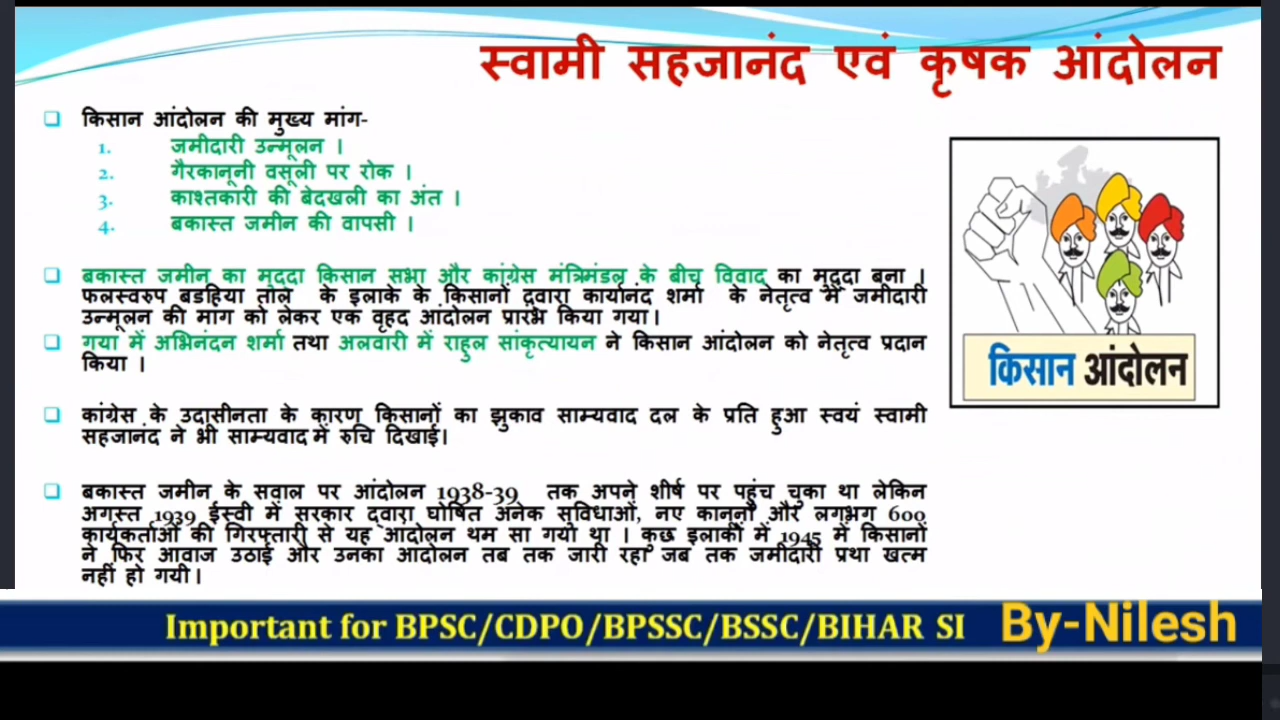 स्वामी सहजानंद एवं कृषक आंदोलन
किसान आंदोलन की मुख्य मांग-
1. जमीदारी उन्मूलन ।
2. गैरकानूनी वसूली पर रोक ।
3. काश्तकारी की बेदखली का अंत ।
4. बकास्त जमीन की वापसी ।
बकास्त जमीन का मुददा किसान सभा और कांग्रेस मंत्रिमंडल के बीच विवाद का मुददा बना ।
फलस्वरुप बडहिया ताल के इलाके के किसानों द्वारा कार्यानंद शर्मा के नेतृत्व में जमीदारी
उन्मूलन की मांग को लेकर एक वृहद आंदोलन प्रारंभ किया गया।
गया में अभिनंदन शर्मा तथा अलवारी में राहुल सांकृत्यायन ने किसान आंदोलन को नेतृत्व प्रदान
किया ।
कांग्रेस के उदासीनता के कारण किसानों का झुकाव साम्यवाद दल के प्रति हुआ स्वयं स्वामी
सहजानंद ने भी साम्यवाद में रुचि दिखाई।
बकास्त जमीन के सवाल पर आंदोलन 1938-39 तक अपने शीर्ष पर पहुंच चुका था लेकिन
अगस्त 1939 ईस्वी में सरकार द्वारा घोषित अनेक सुविधाओं, नए कानूनों और लगभग 600
कार्यकर्ताओं की गिरफ्तारी से यह आंदोलन थम सा गया था । कुछ इलाकों में 1945 में किसानों
ने फिर आवाज उठाई और उनका आंदोलन तब तक जारी रहा जब तक जमीदारी प्रथा खत्म
नहीं हो गयी।
किसान आंदोलन
Important for BPSC/CDPO/BPSSC/BSSC/BIHAR SI By-Nilesh